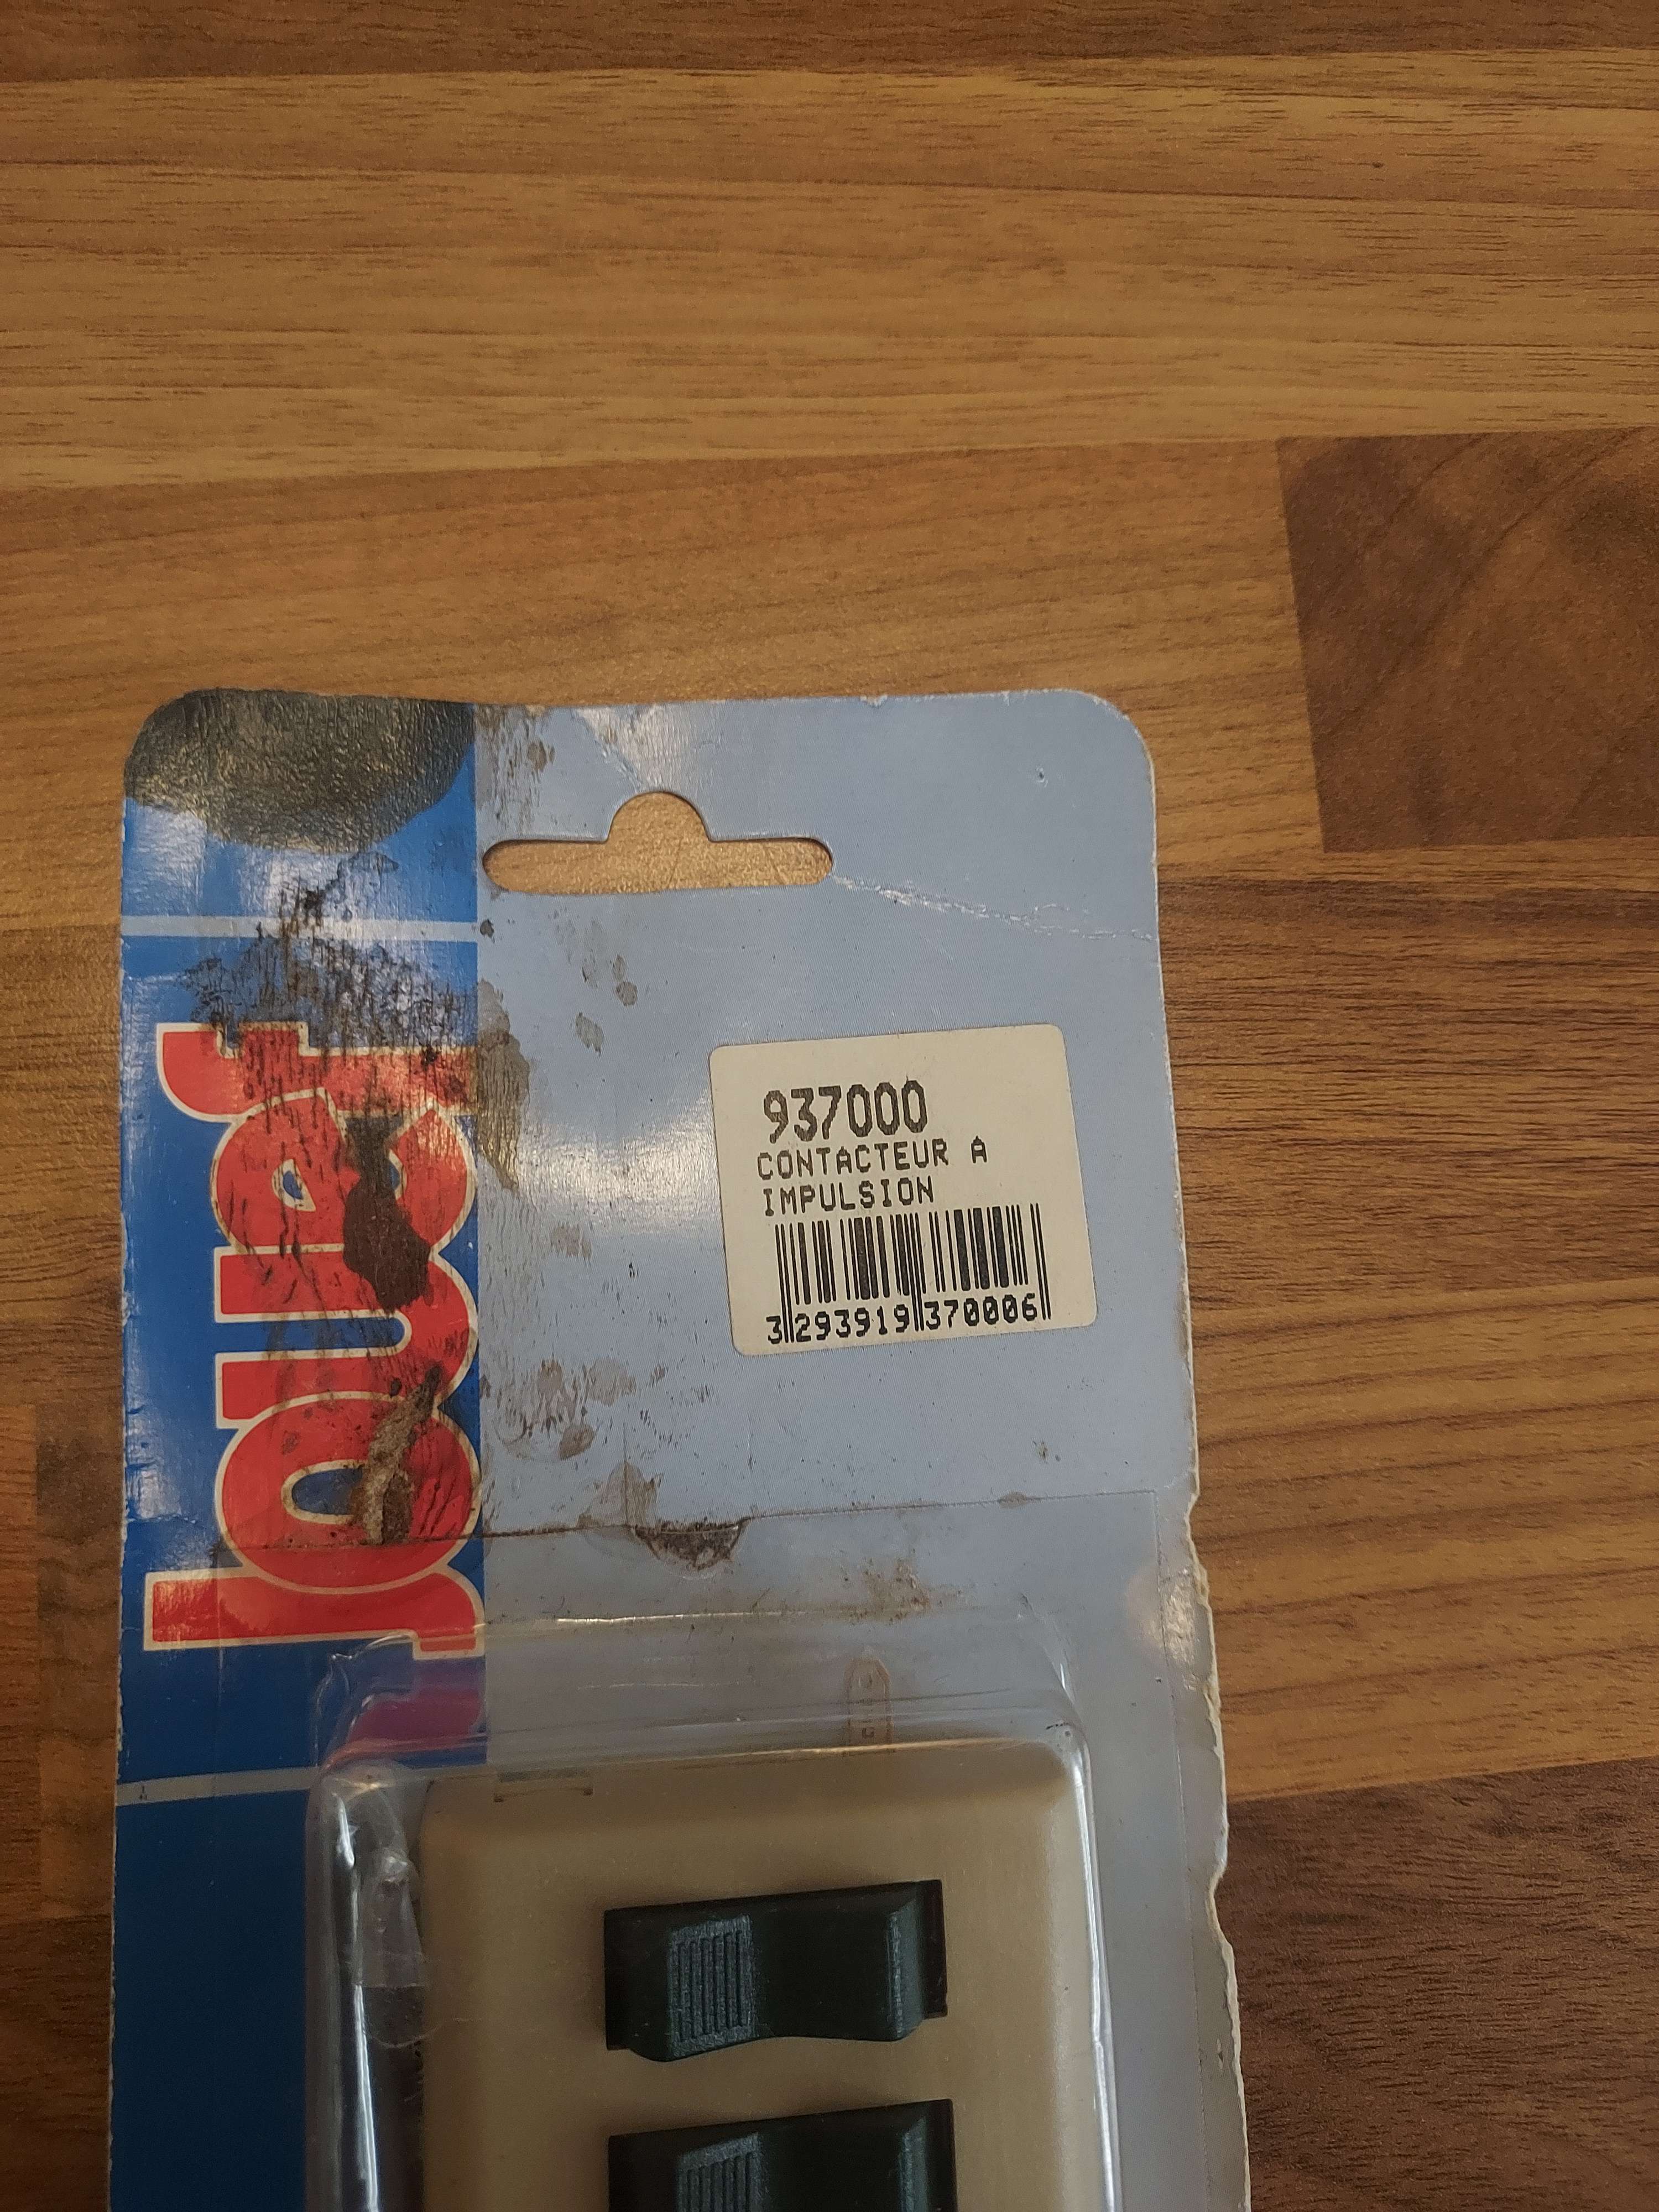 jouef
937000
CONTACTEUR A
IMPULSION
3 293919 370006